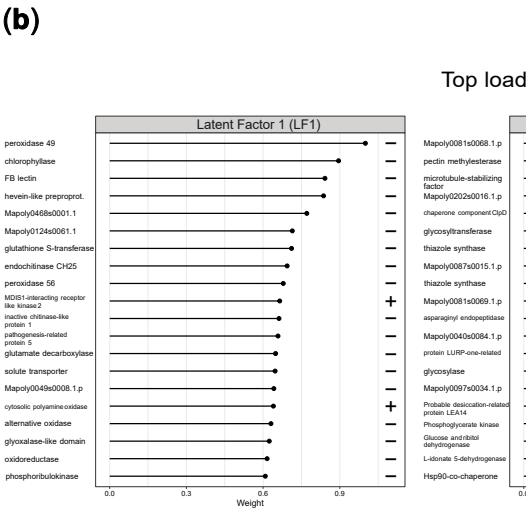 (b)
Top load
Latent Factor 1 (LF1)
peroxidase 49
chlorophyllase
FB lectin
hevein-like preproprot.
Mapoly0468s0001.1
Mapoly0124s0061.1
glutathione S-transferase
endochitinase CH25
peroxidase 56
MDIS1-interacting receptor
like kinase2
inactive chitinase-like
protein 1
pathogenesis-related
protein 5
glutamate decarboxylase
solute transporter
Mapoly0049s0008.1.p
cytosolic polyamine oxidase
alternative oxidase
glyoxalase-like domain
oxidoreductase
phosphoribulokinase
− − − − − − − − − + − − − − − + − − − −
0.0 0.3 0.6 0.9
Weight
Mapoly0081s0068.1.p
pectin methylesterase
microtubule-stabilizing
factor
Mapoly0202s0016.1.p
chaperone component ClpD
glycosyltransferase
thiazole synthase
Mapoly0087s0015.1.p
thiazole synthase
Mapoly0081s0069.1.p
asparaginyl endopeptidase
Mapoly0040s0084.1.p
protein LURP-one-related
glycosylase
Mapoly0097s0034.1.p
Probable desiccation-related
protein LEA14
Phosphoglycerate kinase
Glucose and ribitol
dehydrogenase
L-idonate 5-dehydrogenase
Hsp90-co-chaperone